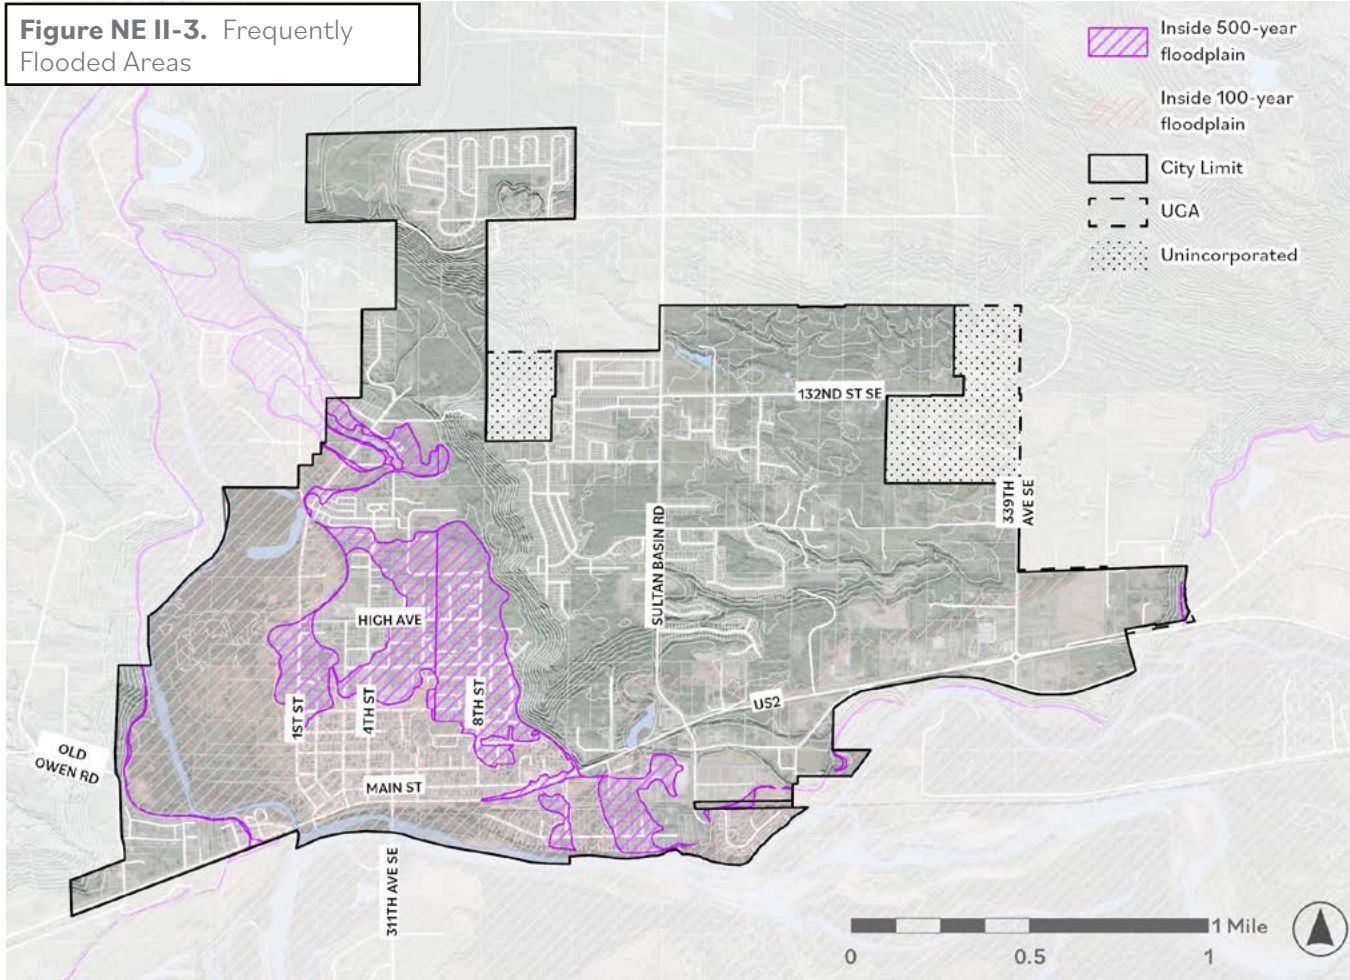 Figure NE II-3. Frequently
Flooded Areas
Inside 500-year
floodplain
Inside 100-year
floodplain
City Limit
UGA
Unincorporated
132ND ST SE
339TH
AVE SE
SULTAN BASIN RD
HIGH AVE
1ST ST
4TH ST
8TH ST
US2
OLD
OWEN RD
MAIN ST
311TH AVE SE
1 Mile
0
0.5
1